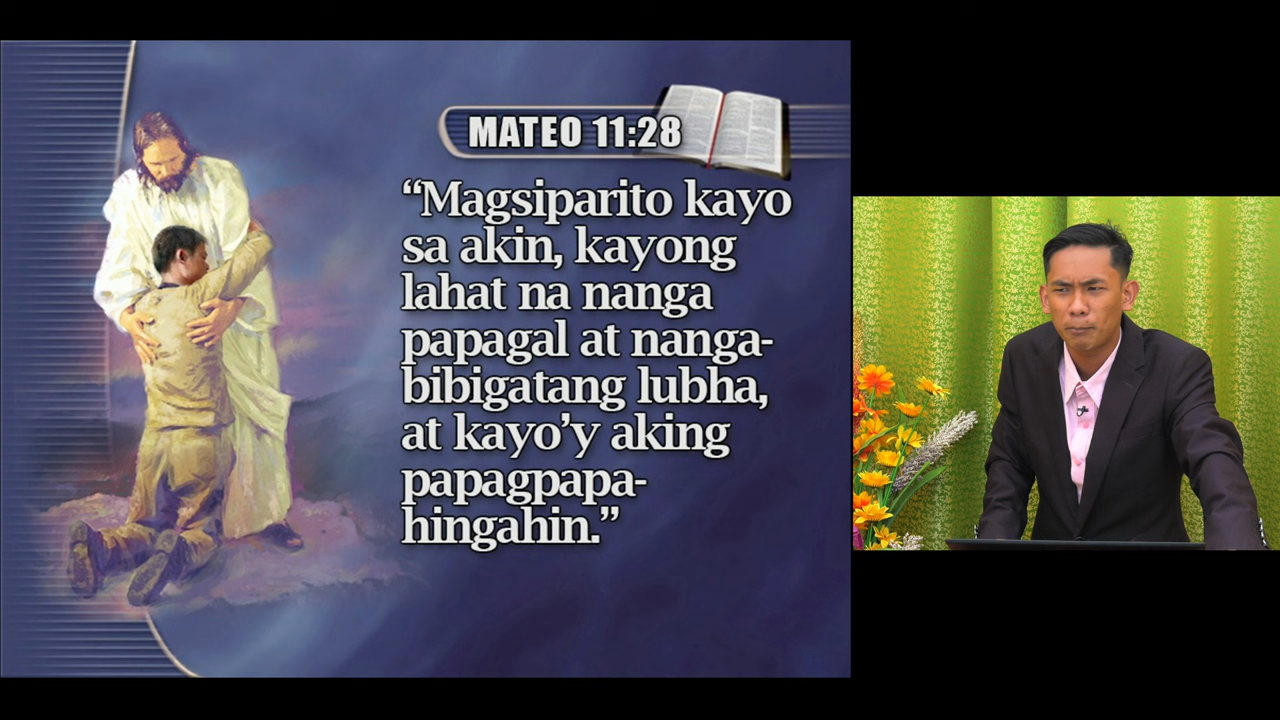 MATEO 11:28
“Magsiparito kayo
sa akin, kayong
lahat na nanga
papagal at nanga-
bibigatang lubha,
at kayo’y aking
papagpapa-
hingahin.”